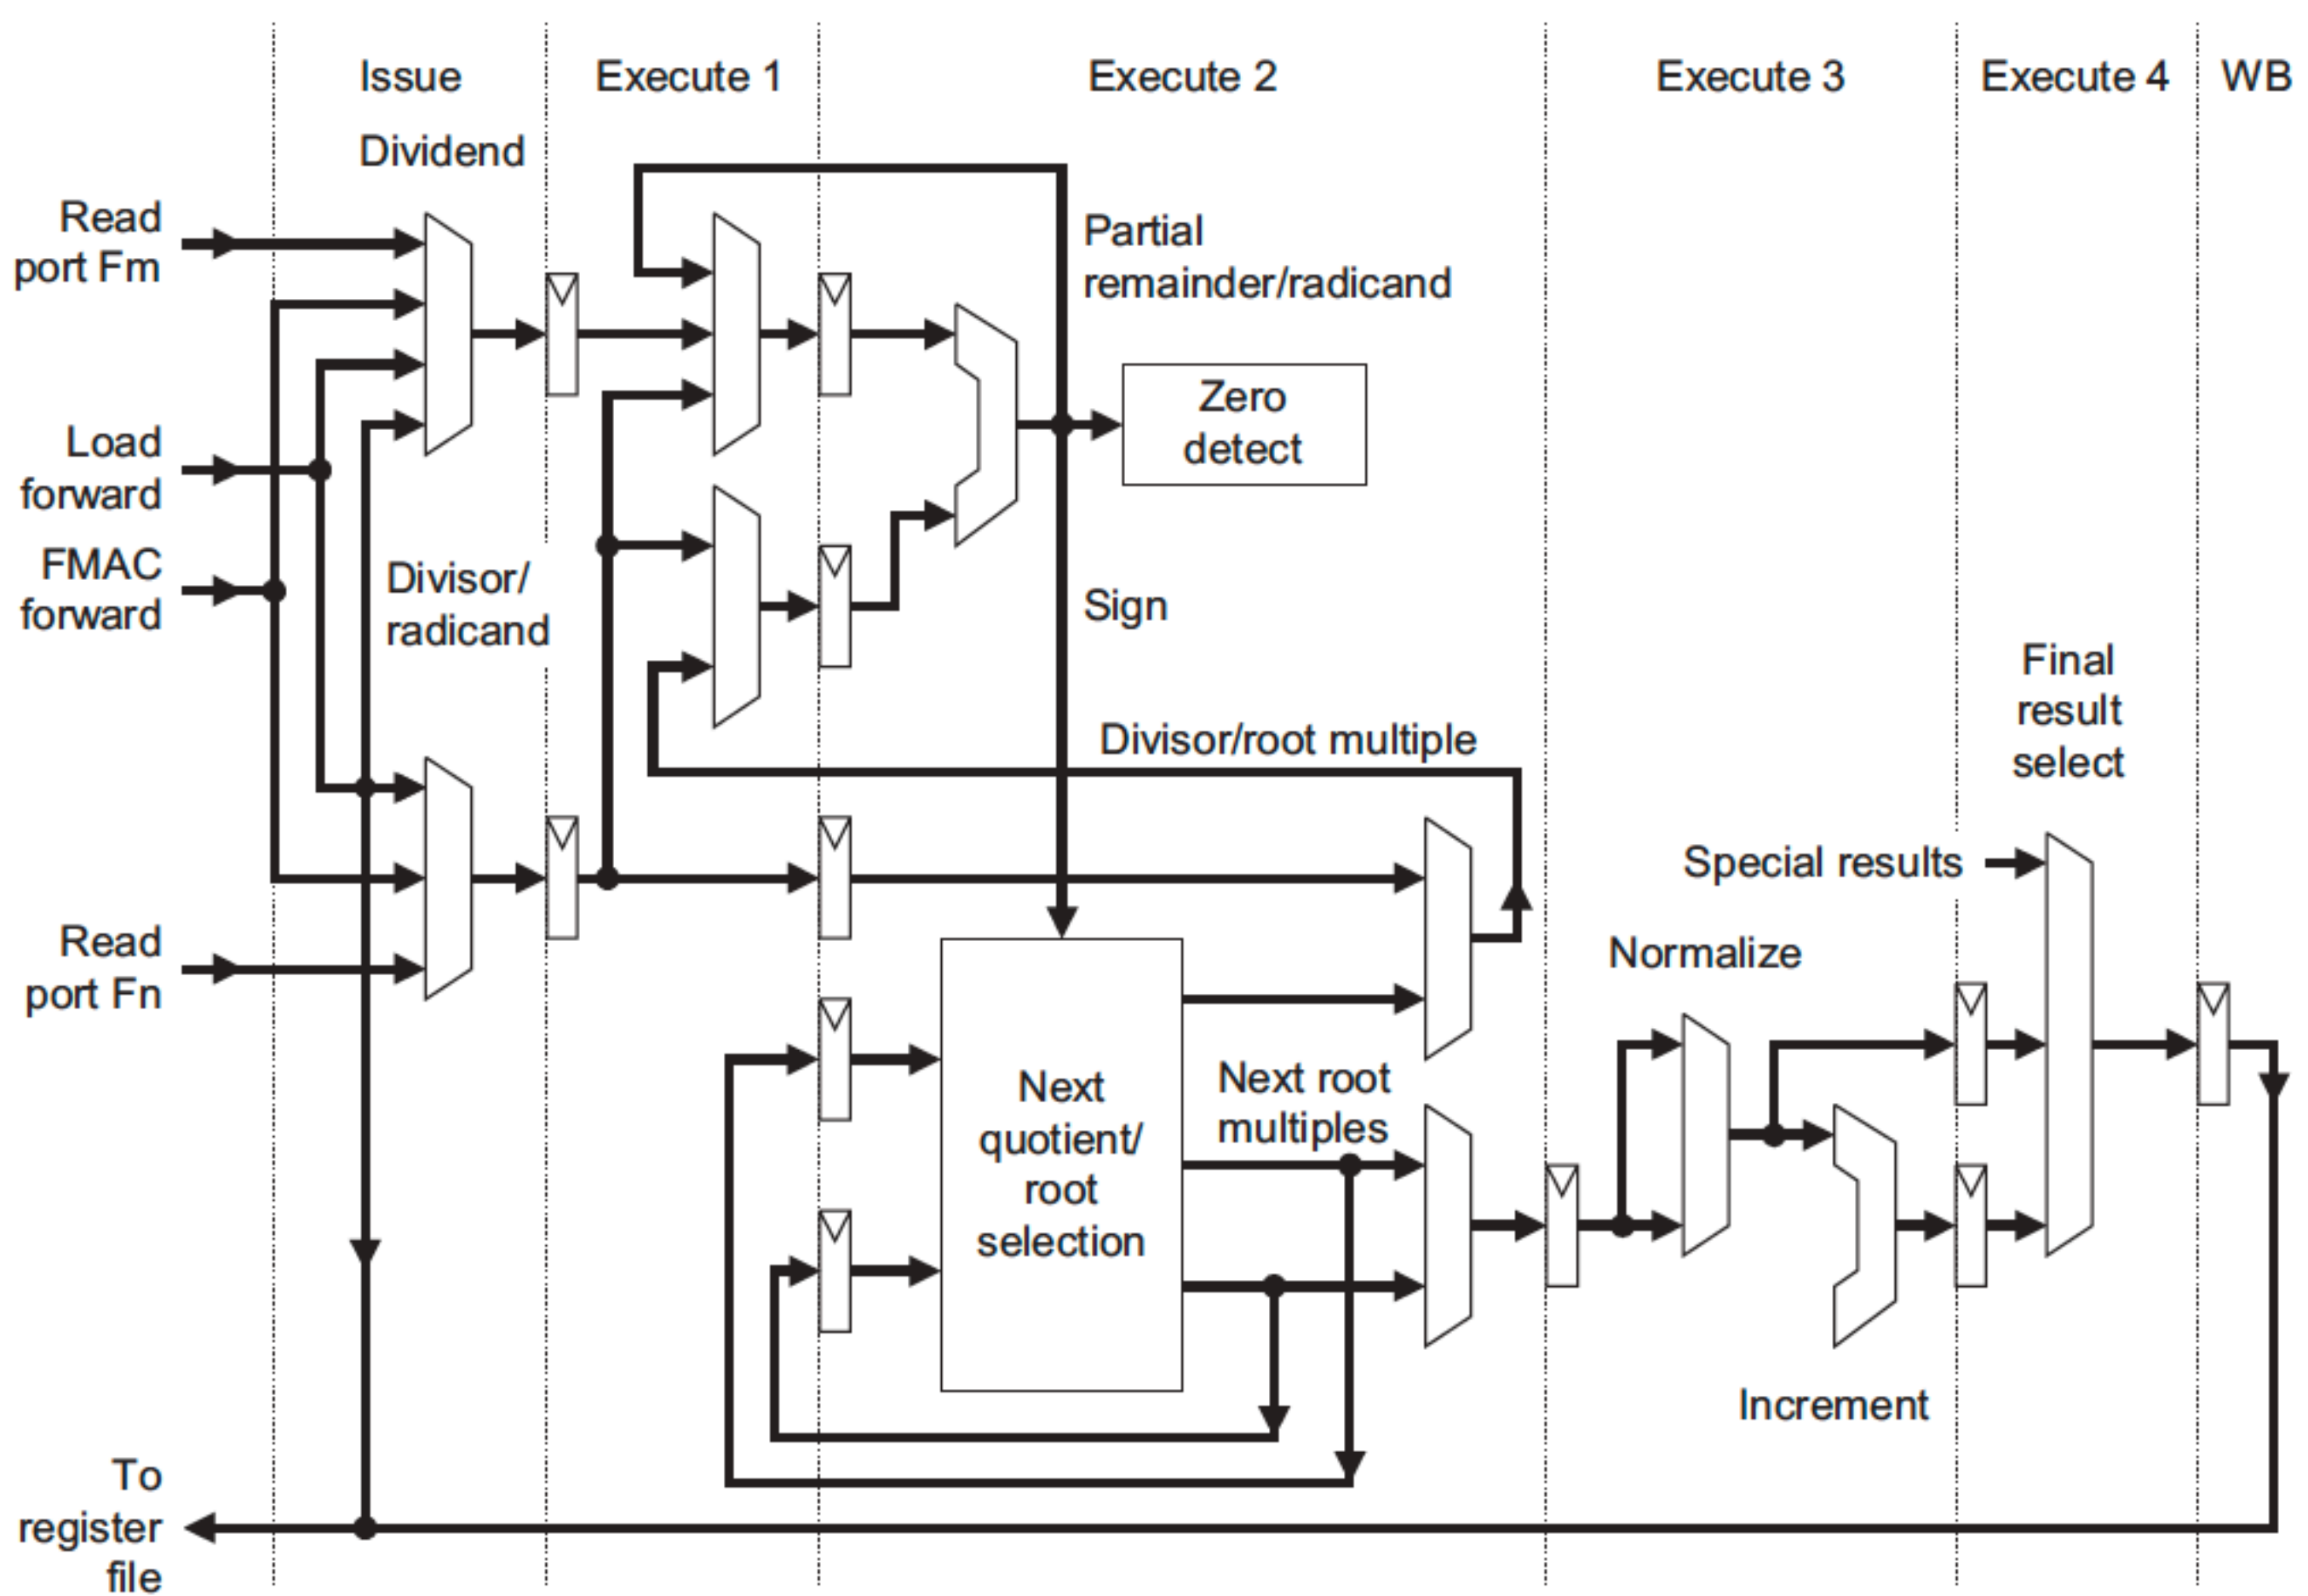 Issue
Execute 1
Execute 2
Execute 3
Execute 4
WB
Dividend
Read
port Fm
Partial
remainder/radicand
Zero
detect
Load
forward
FMAC
forward
Divisor/
radicand
Sign
Final
result
select
Divisor/root multiple
Special results
Read
port Fn
Normalize
Next
quotient/
root
selection
Next root
multiples
Increment
To
register
file